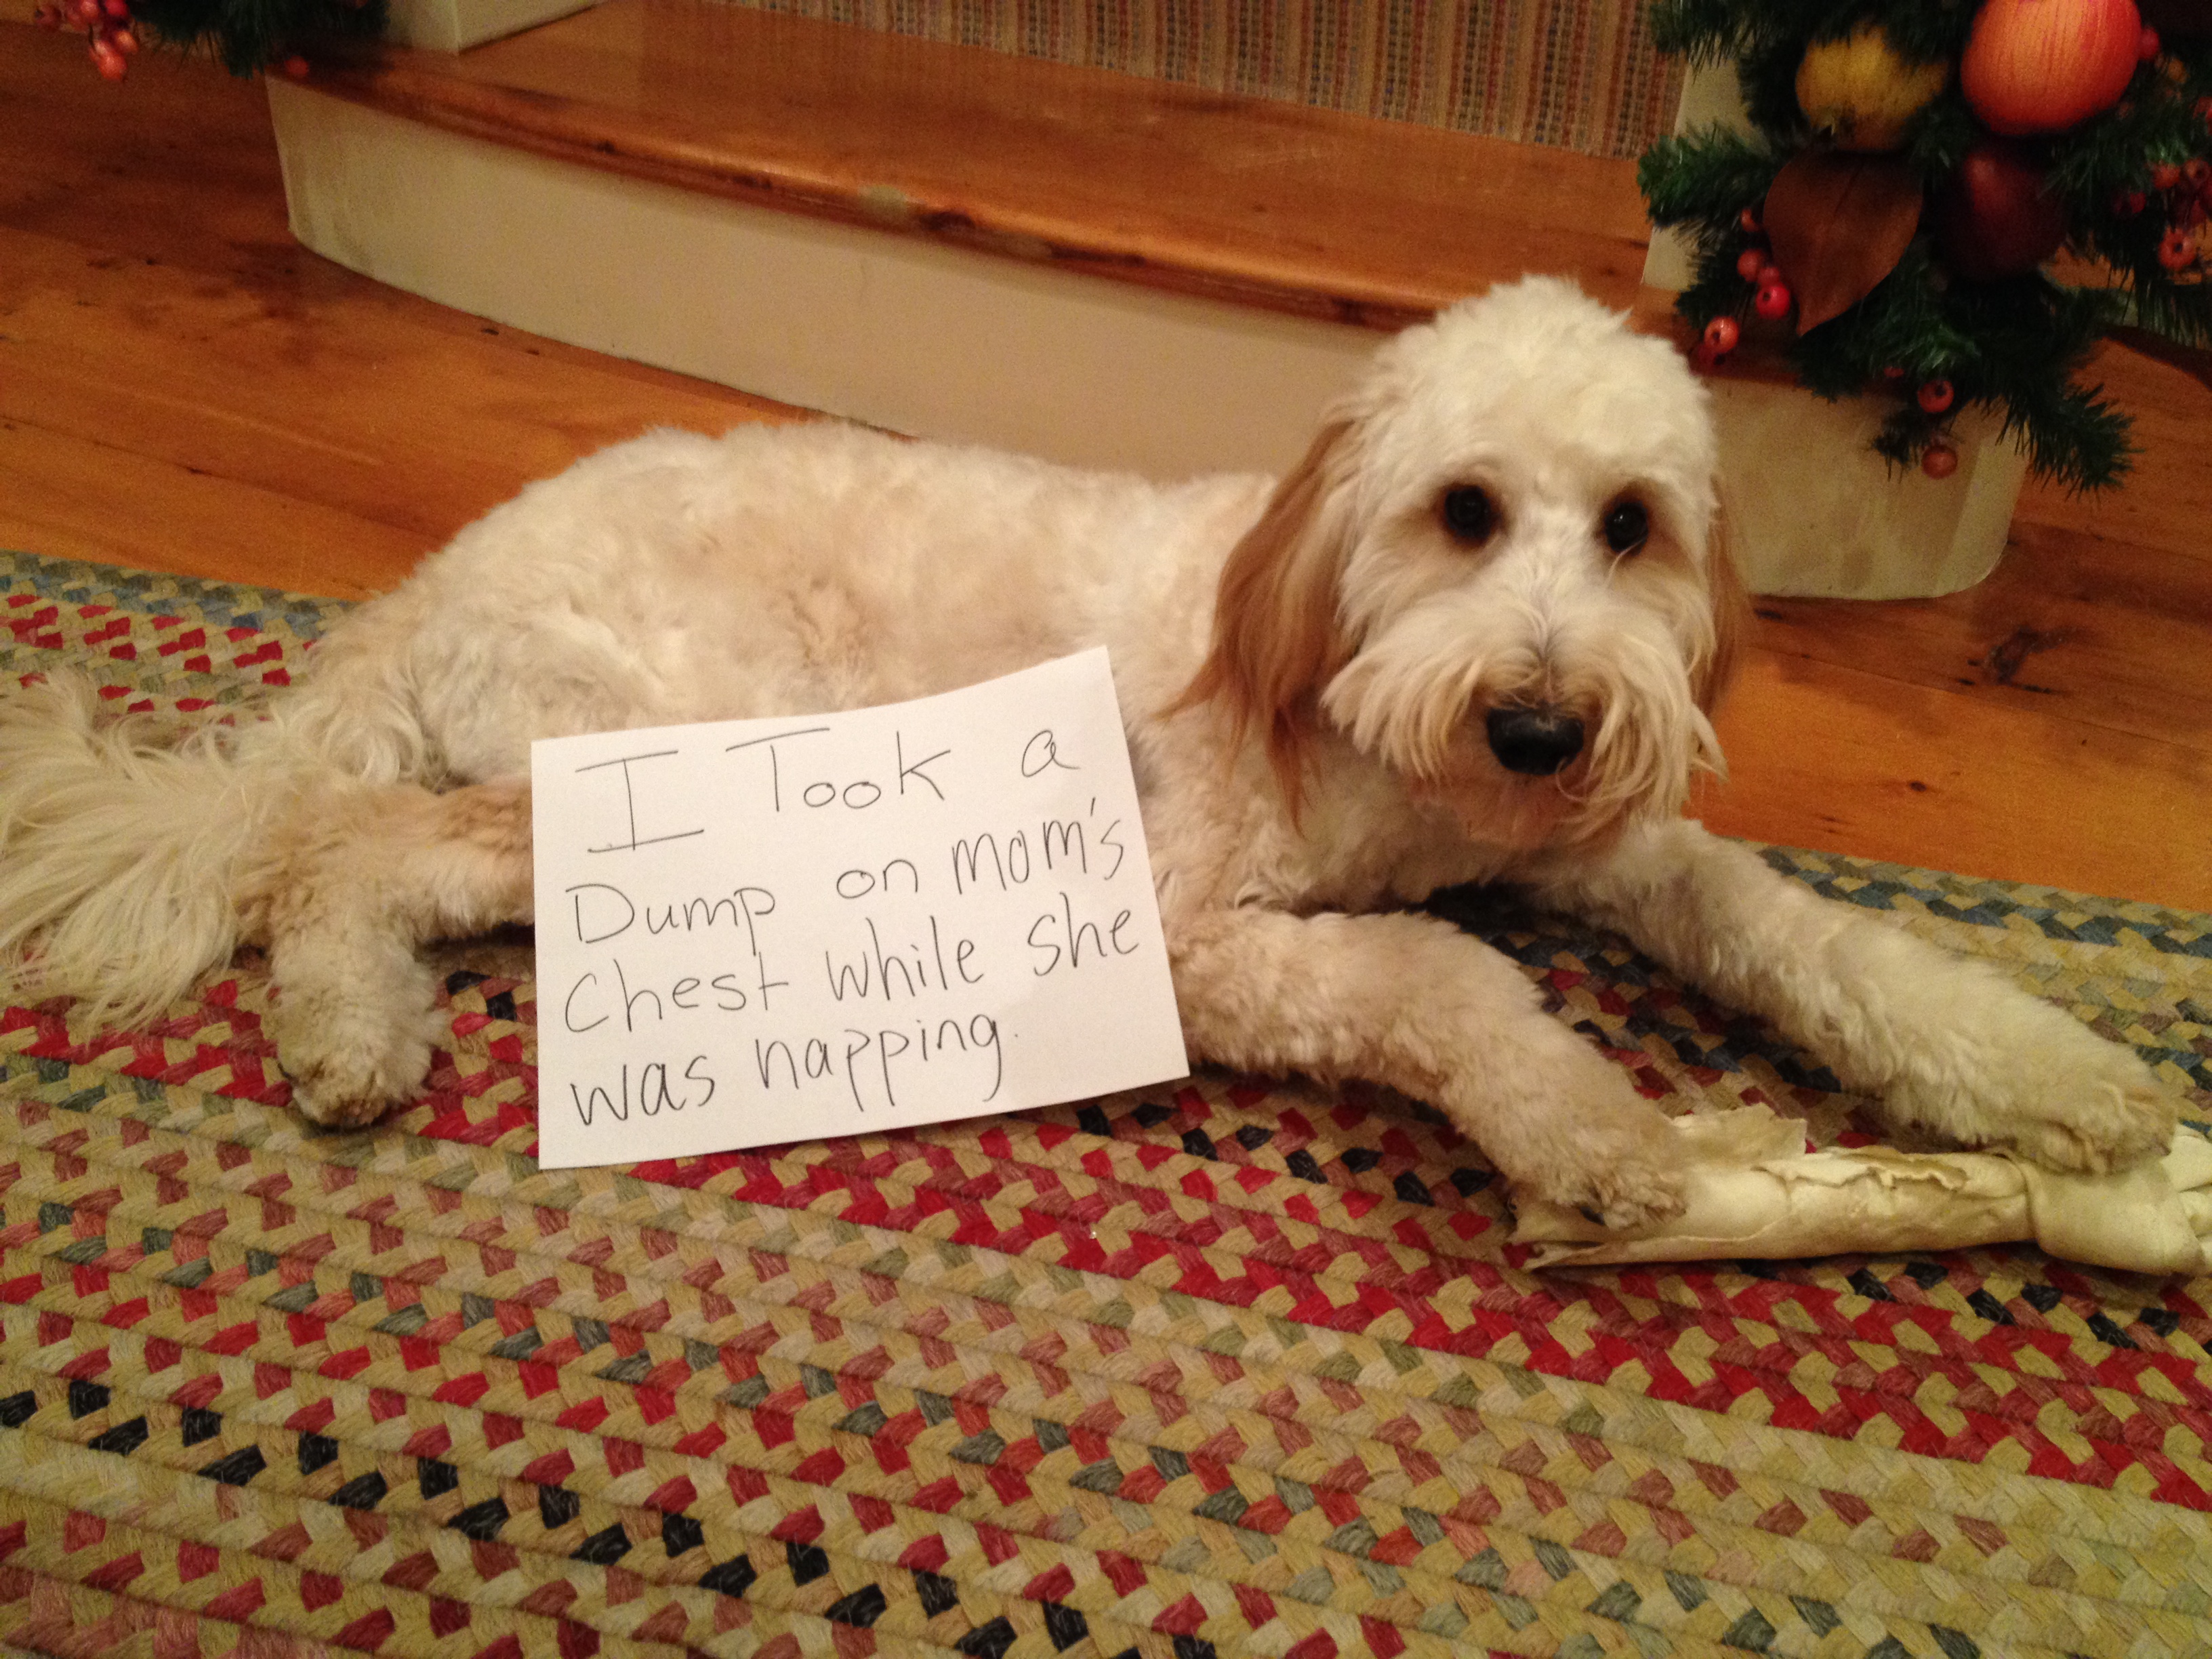 I Took a
Dump on mom's
Chest while she
was napping.